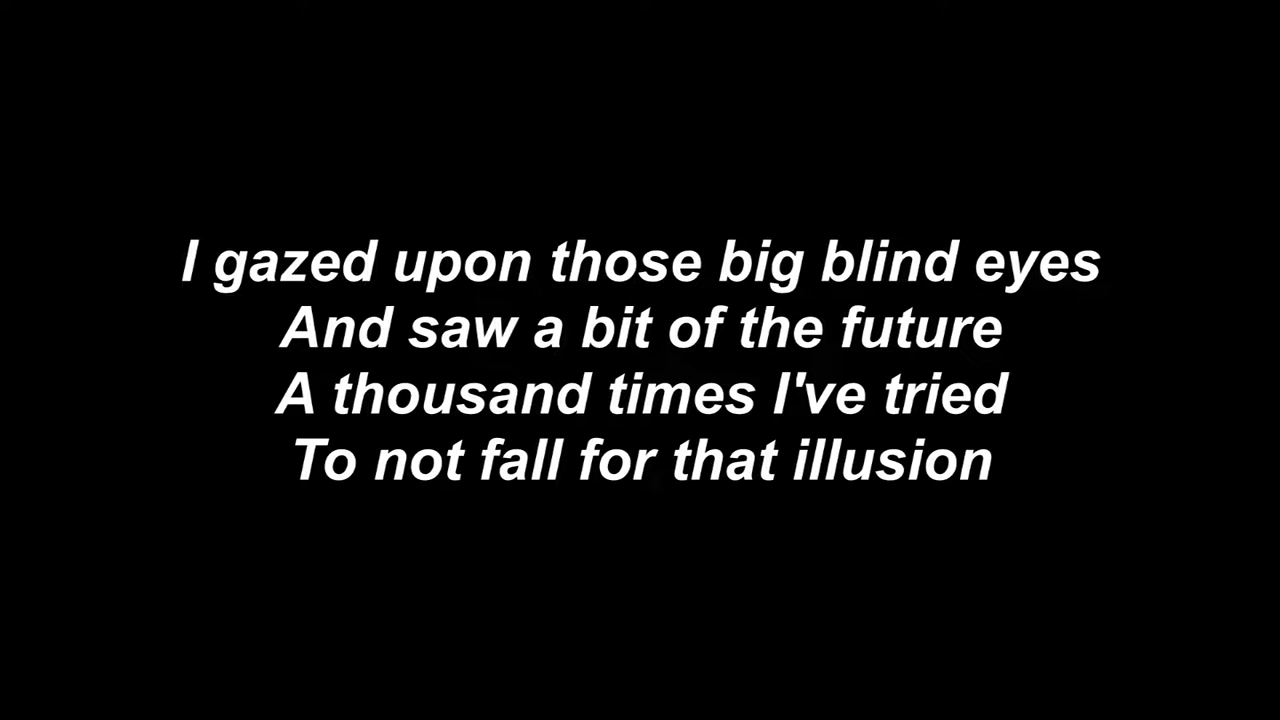 I gazed upon those big blind eyes
And saw a bit of the future
A thousand times I've tried
To not fall for that illusion